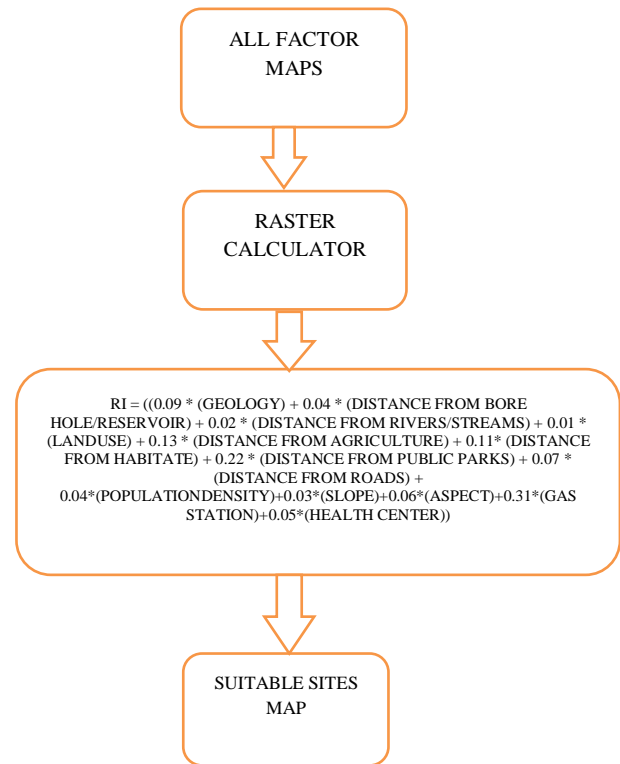 ALL FACTOR
MAPS
RASTER
CALCULATOR
RI = ((0.09 * (GEOLOGY) + 0.04 * (DISTANCE FROM BORE
HOLE/RESERVOIR) + 0.02 * (DISTANCE FROM RIVERS/STREAMS) + 0.01 *
(LANDUSE) + 0.13 * (DISTANCE FROM AGRICULTURE) + 0.11* (DISTANCE
FROM HABITATE) + 0.22 * (DISTANCE FROM PUBLIC PARKS) + 0.07 *
(DISTANCE FROM ROADS) +
0.04*(POPULATIONDENSITY)+0.03*(SLOPE)+0.06*(ASPECT)+0.31*(GAS
STATION)+0.05*(HEALTH CENTER))
SUITABLE SITES
MAP